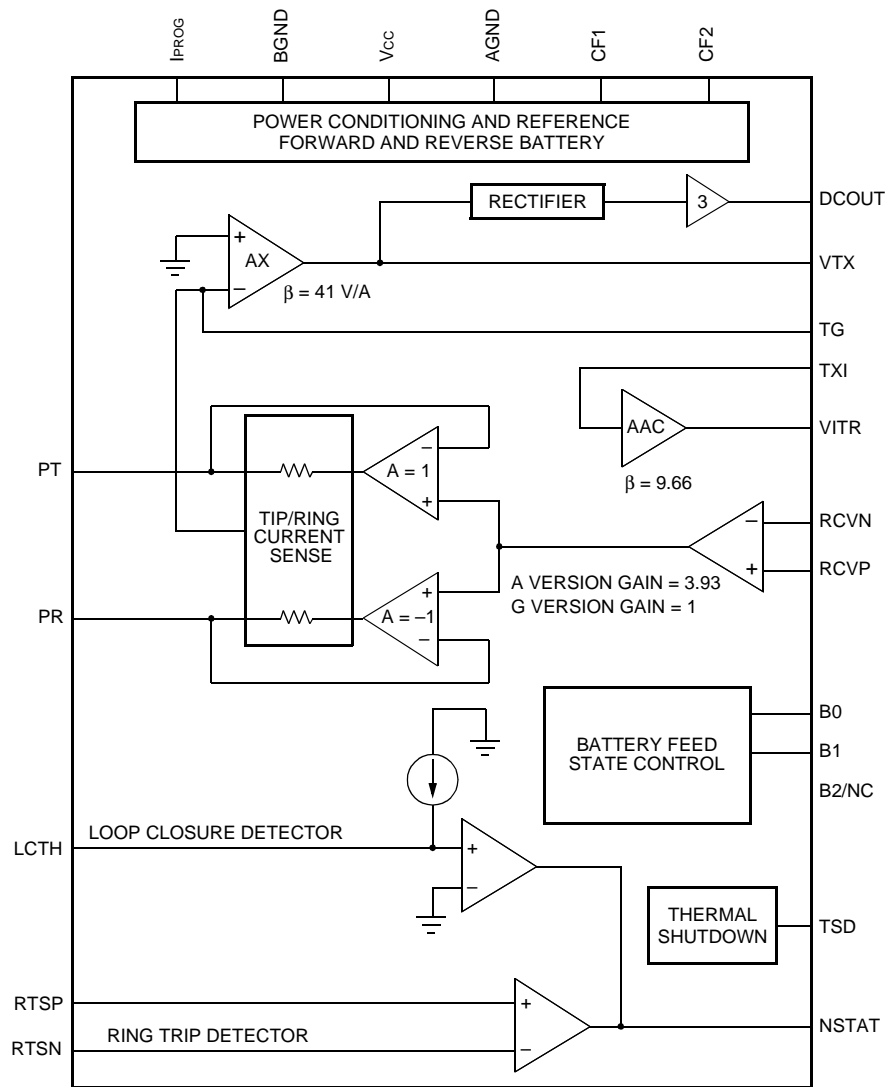 IPROG
BGND
VCC
AGND
CF1
CF2
POWER CONDITIONING AND REFERENCE
FORWARD AND REVERSE BATTERY
RECTIFIER
3
DCOUT
+
AX
−
β = 41 V/A
VTX
TG
TXI
AAC
VITR
β = 9.66
PT
−
A = 1
+
TIP/RING
CURRENT
SENSE
−
RCVN
+
RCVP
A VERSION GAIN = 3.93
G VERSION GAIN = 1
PR
+
A = –1
−
BATTERY FEED
STATE CONTROL
B0
B1
B2/NC
LOOP CLOSURE DETECTOR
LCTH
+
−
THERMAL
SHUTDOWN
TSD
RTSP
+
RING TRIP DETECTOR
RTSN
−
NSTAT